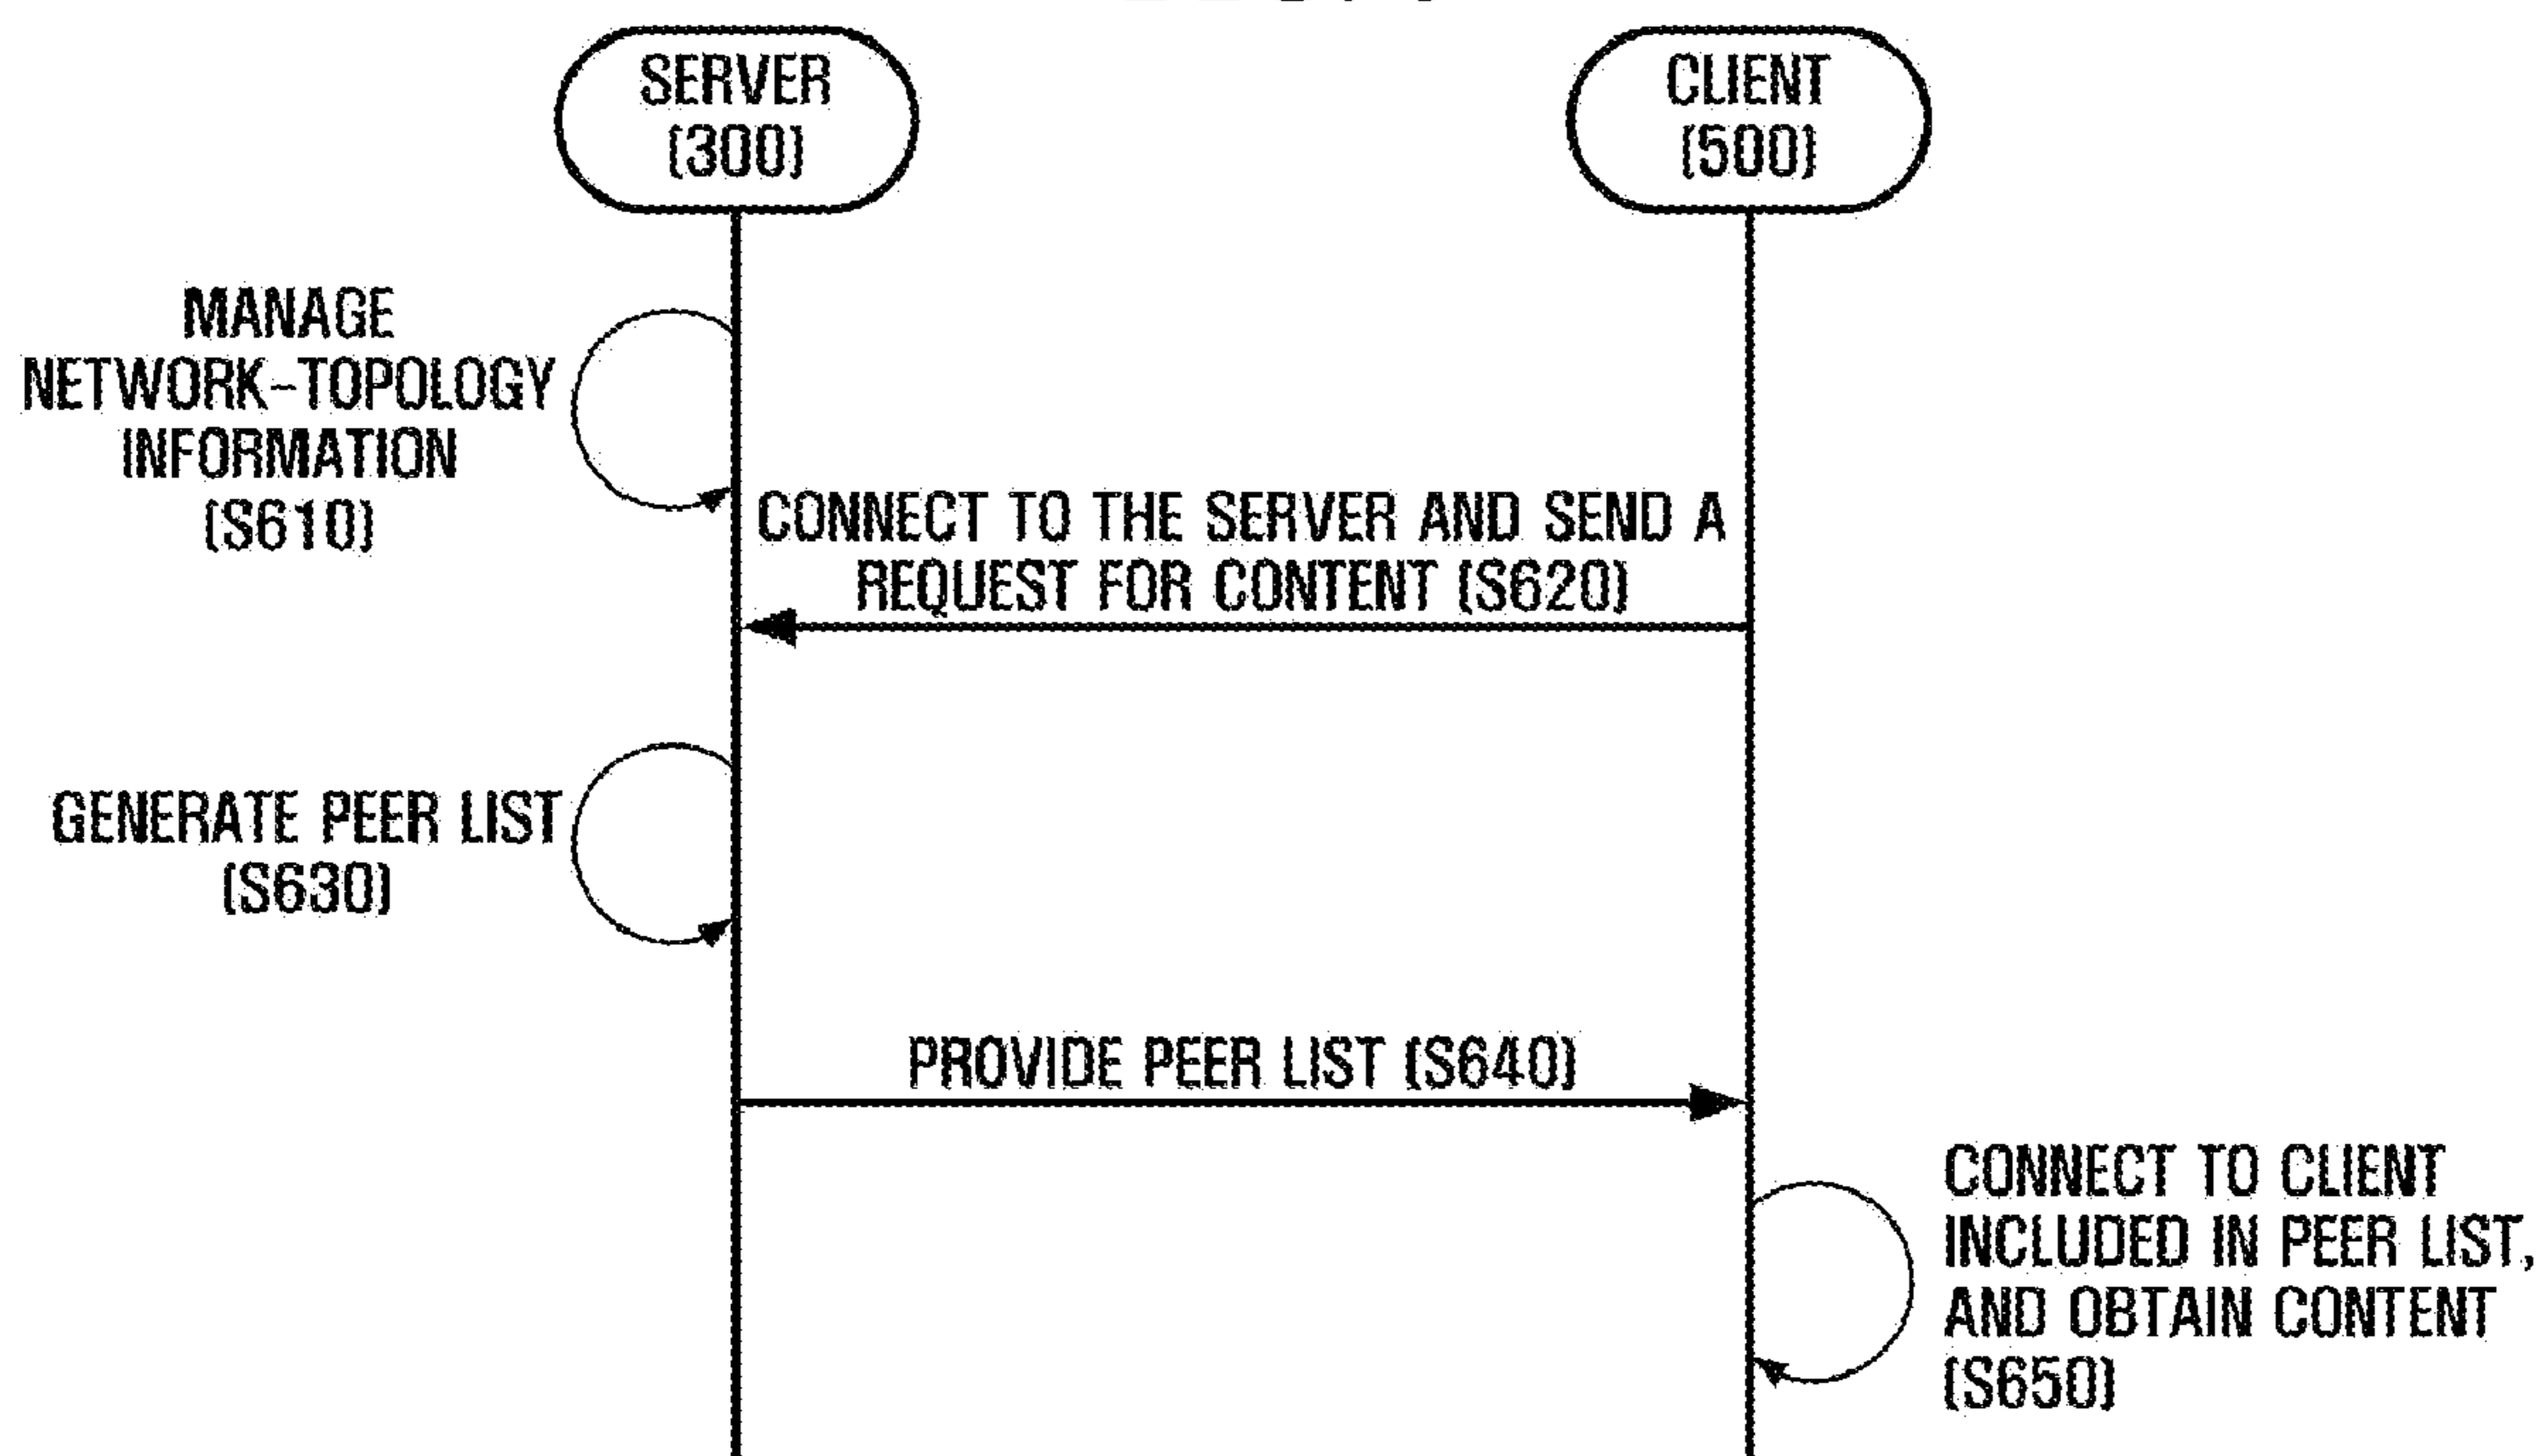 SERVER
(300)
CLIENT
(500)
MANAGE
NETWORK-TOPOLOGY
INFORMATION
(S610)
CONNECT TO THE SERVER AND SEND A
REQUEST FOR CONTENT (S620)
GENERATE PEER LIST
(S630)
PROVIDE PEER LIST (S640)
CONNECT TO CLIENT
INCLUDED IN PEER LIST,
AND OBTAIN CONTENT
(S650)